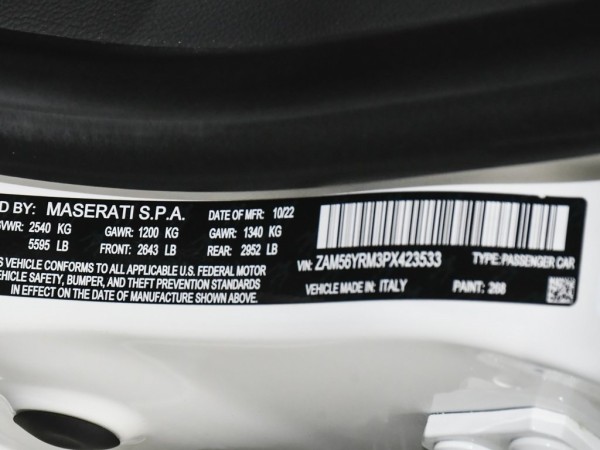 D BY: MASERATI S.P.A. DATE OF MFR: 10/22
GVWR: 2540 KG GAWR: 1200 KG GAWR: 1340 KG
5595 LB FRONT: 2643 LB REAR: 2952 LB
S VEHICLE CONFORMS TO ALL APPLICABLE U.S. FEDERAL MOTOR
VEHICLE SAFETY, BUMPER, AND THEFT PREVENTION STANDARDS
IN EFFECT ON THE DATE OF MANUFACTURE SHOWN ABOVE.
VIN: ZAM56YRM3PX423533 TYPE: PASSENGER CAR
VEHICLE MADE IN: ITALY PAINT: 268